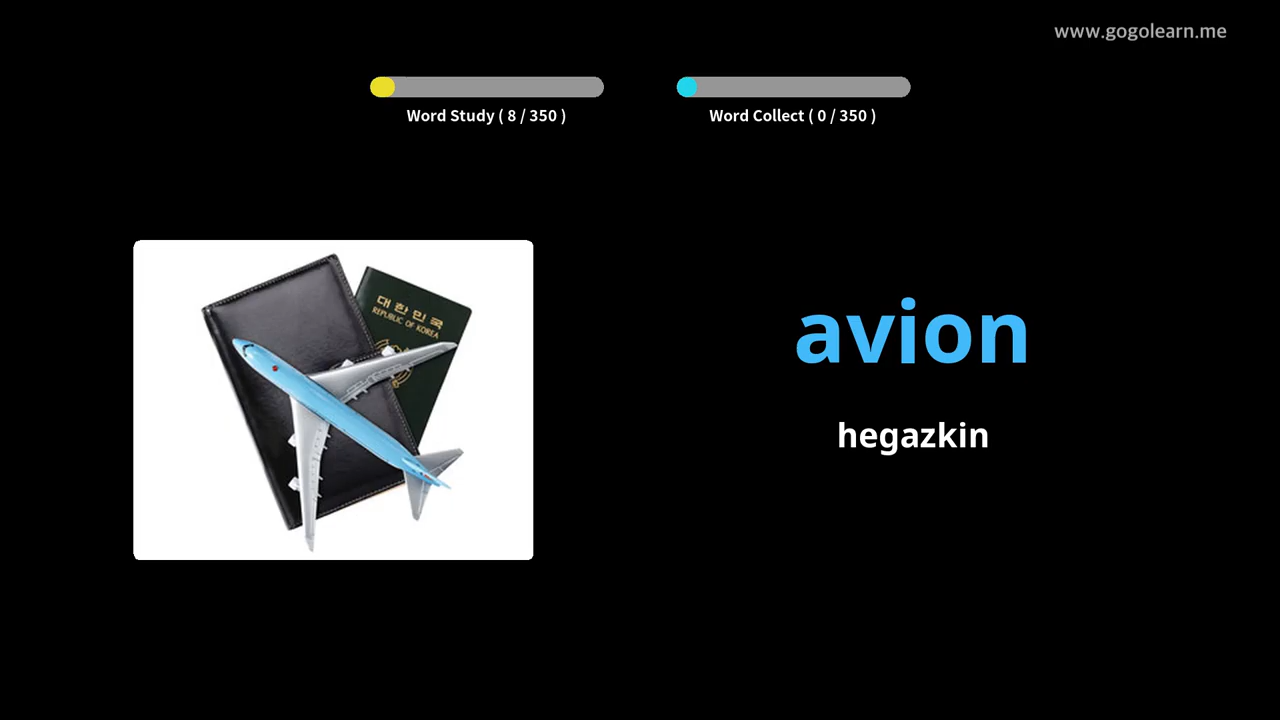 www.gogolearn.me
Word Study ( 8 / 350 )
Word Collect ( 0 / 350 )
대한민국
REPUBLIC OF KOREA
avion
hegazkin